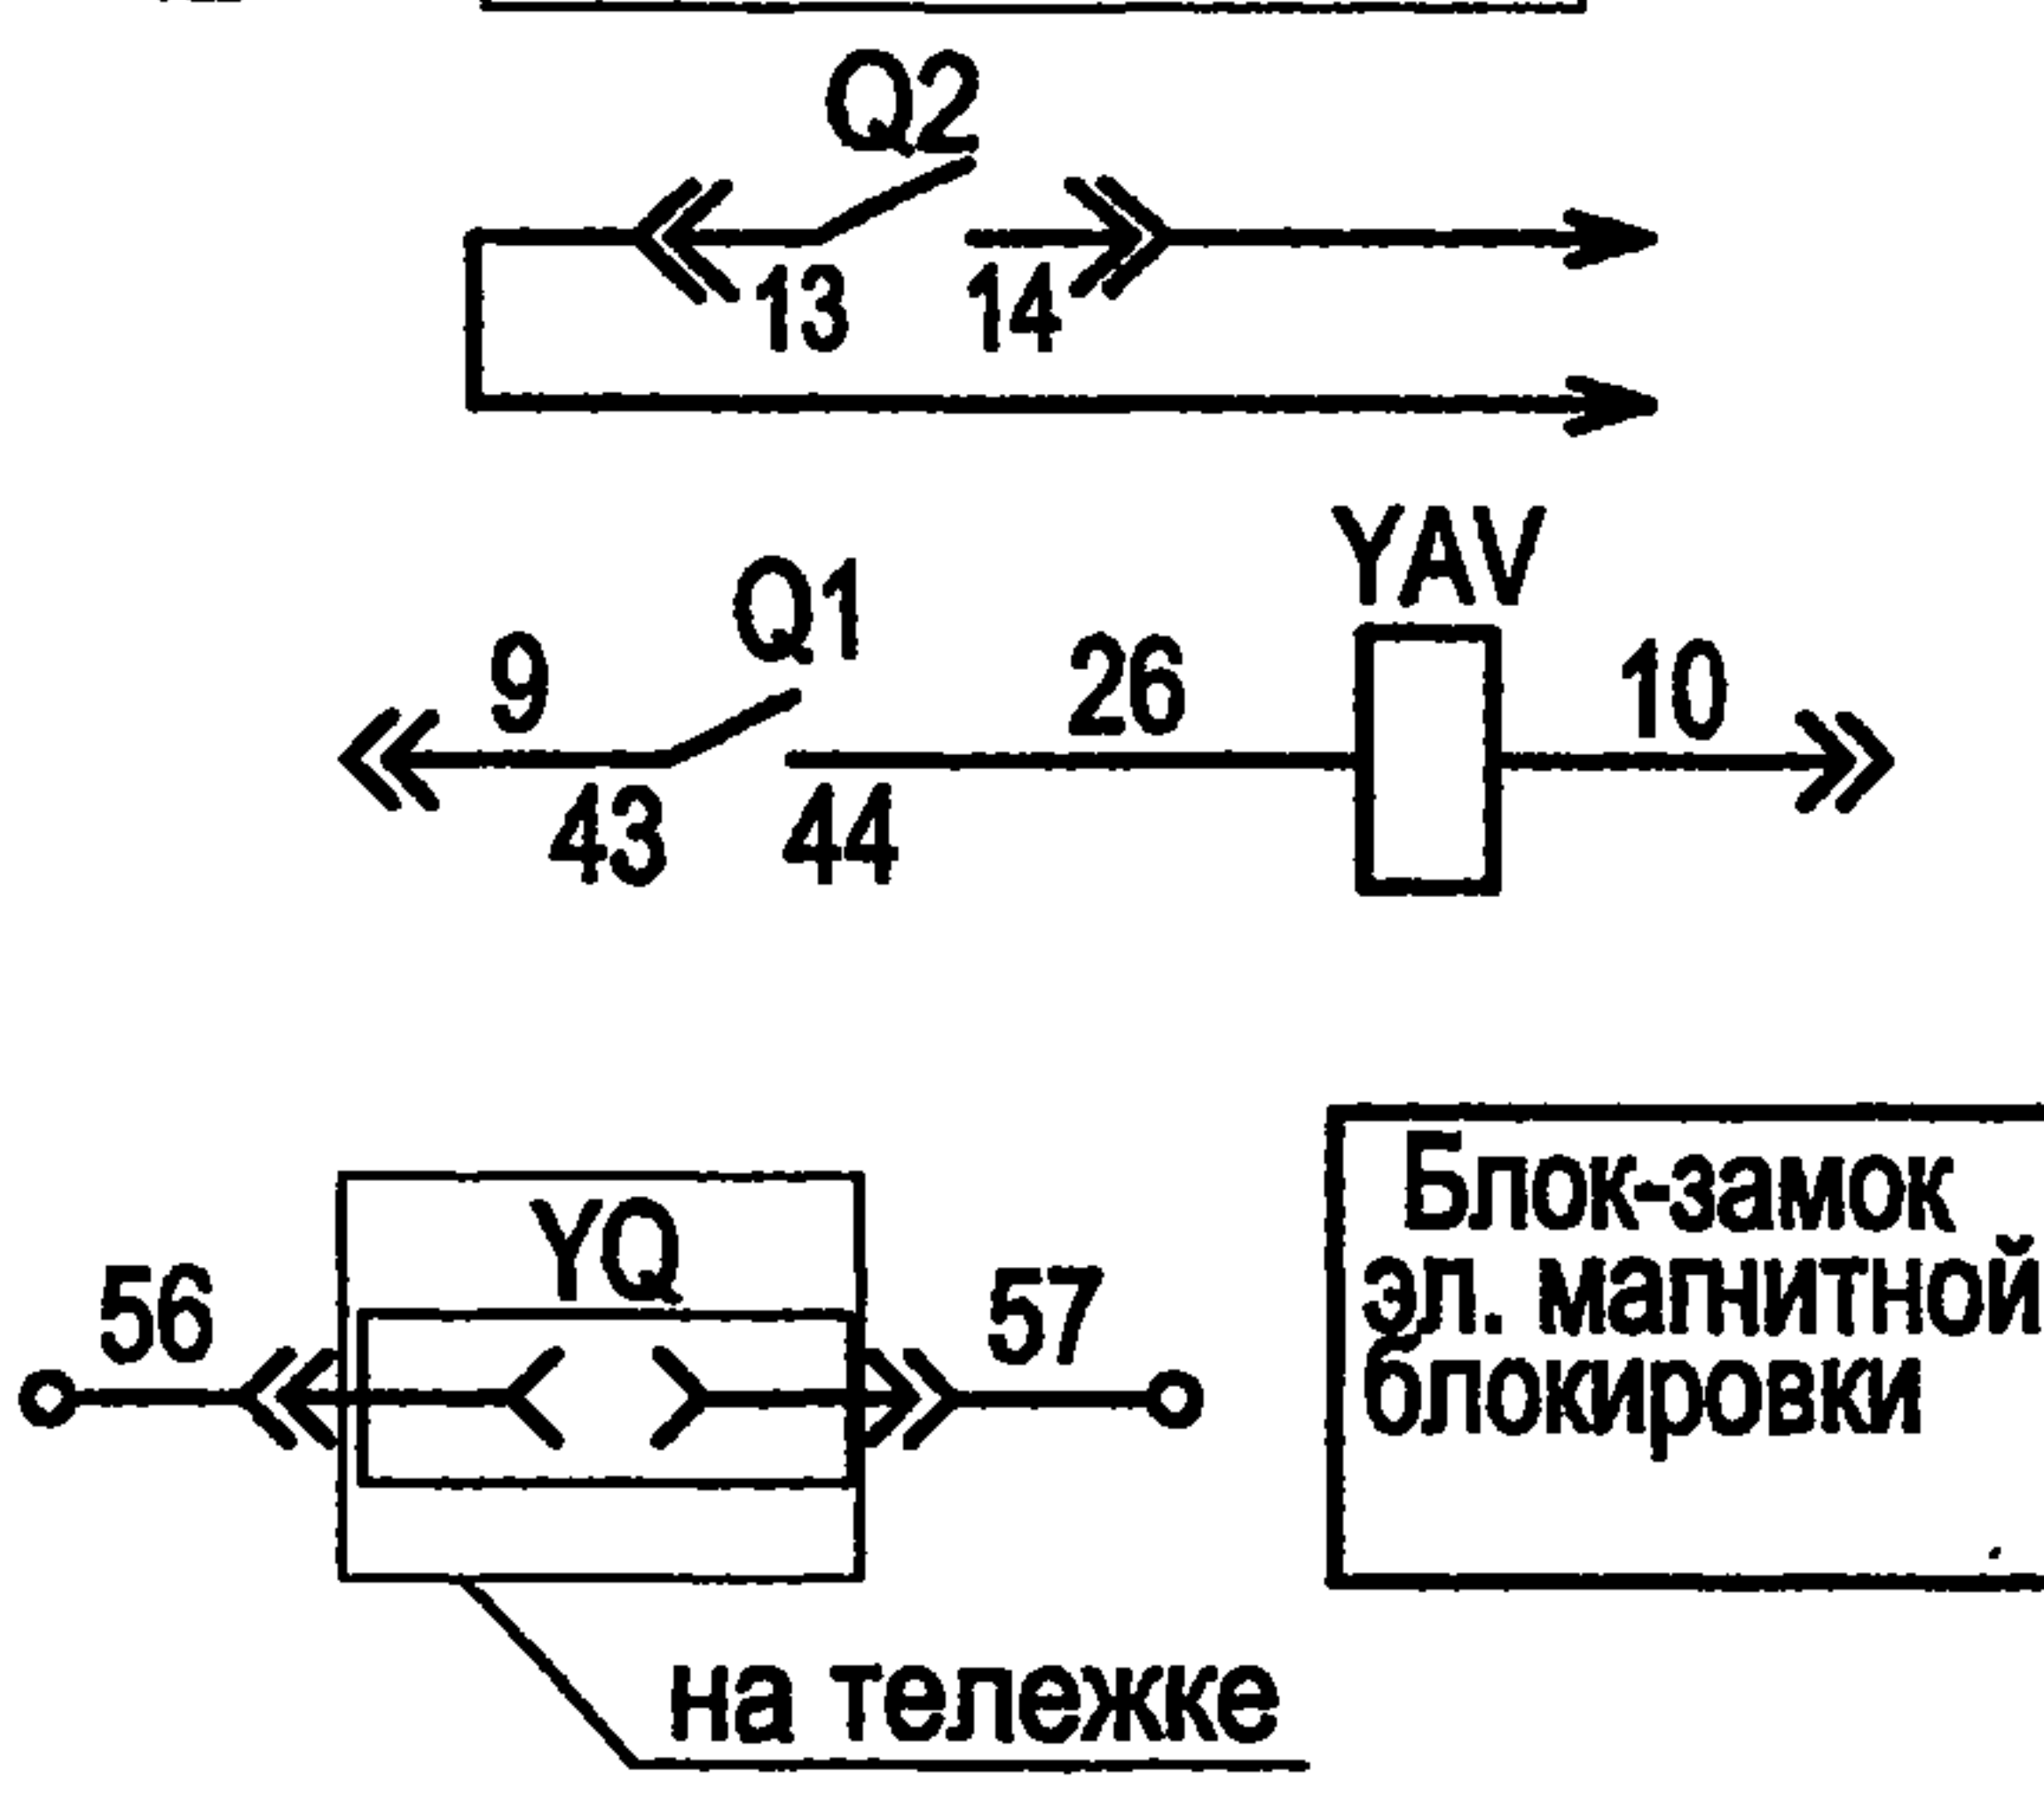 Q2
13 14
YAV
Q1
9 26 10
43 44
Блок-замок
эл. магнитной
блокировки
YQ
56 57
на тележке